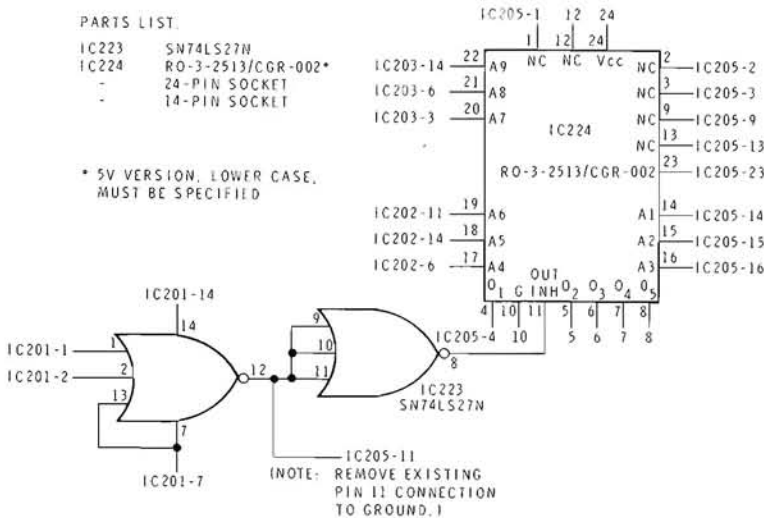 PARTS LIST.
IC223 SN74LS27N
IC224 RO-3-2513/CGR-002*
- 24-PIN SOCKET
- 14-PIN SOCKET
* 5V VERSION, LOWER CASE,
MUST BE SPECIFIED
IC205-1 12 24
1 12 24
NC NC Vcc
IC203-14 22 A9
IC203-6 21 A8
IC203-3 20 A7
IC202-11 19 A6
IC202-14 18 A5
IC202-6 17 A4
IC224
RO-3-2513/CGR-002
NC 2 IC205-2
NC 3 IC205-3
NC 9 IC205-9
NC 13 IC205-13
23 IC205-23
A1 14 IC205-14
A2 15 IC205-15
A3 16 IC205-16
OUT
O1 G INH O2 O3 O4 O5
4 10 11 5 6 7 8
IC205-4 10 5 6 7 8
IC201-14
14
IC201-1 1
IC201-2 2
13
12
7
IC201-7
9
10
11
8
IC223
SN74LS27N
IC205-11
(NOTE: REMOVE EXISTING
PIN 11 CONNECTION
TO GROUND.)